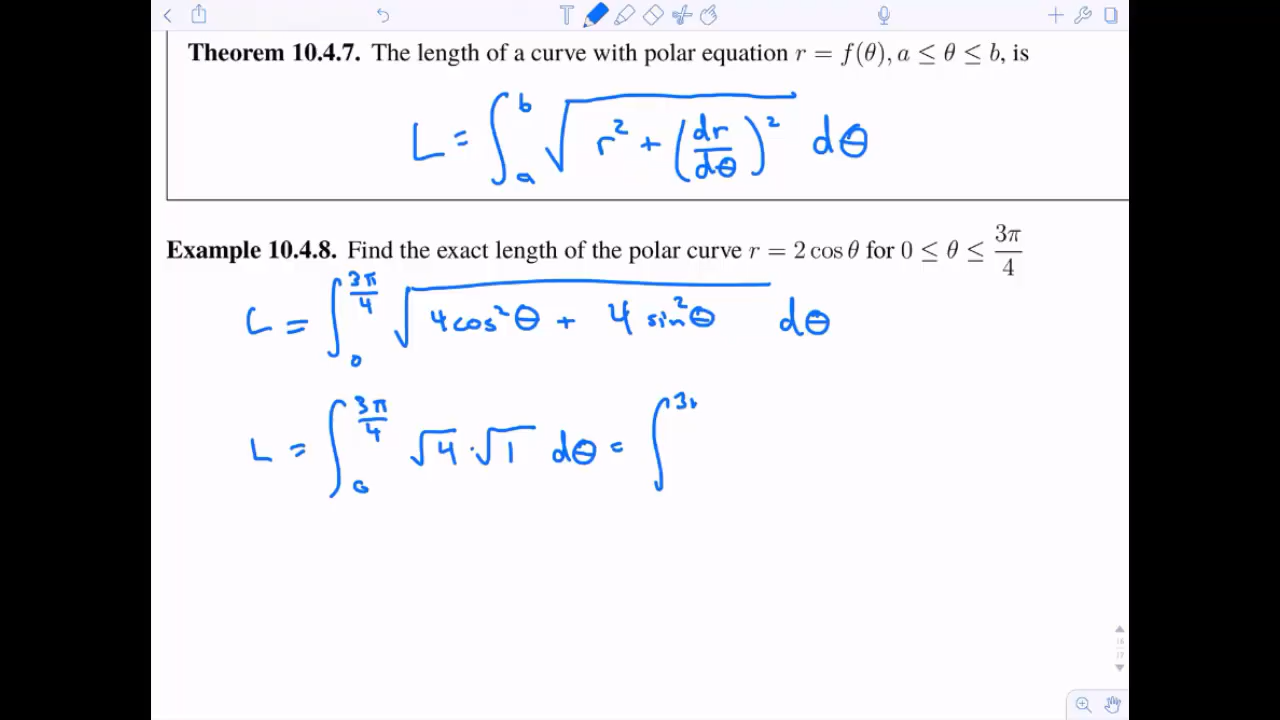 Theorem 10.4.7. The length of a curve with polar equation r = f(θ), a ≤ θ ≤ b, is
L = ∫_a^b √(r² + (dr/dθ)²) dθ
Example 10.4.8. Find the exact length of the polar curve r = 2 cos θ for 0 ≤ θ ≤ 3π/4
L = ∫_0^{3π/4} √(4cos²θ + 4 sin²θ) dθ
L = ∫_0^{3π/4} √4 · √1 dθ = ∫^3